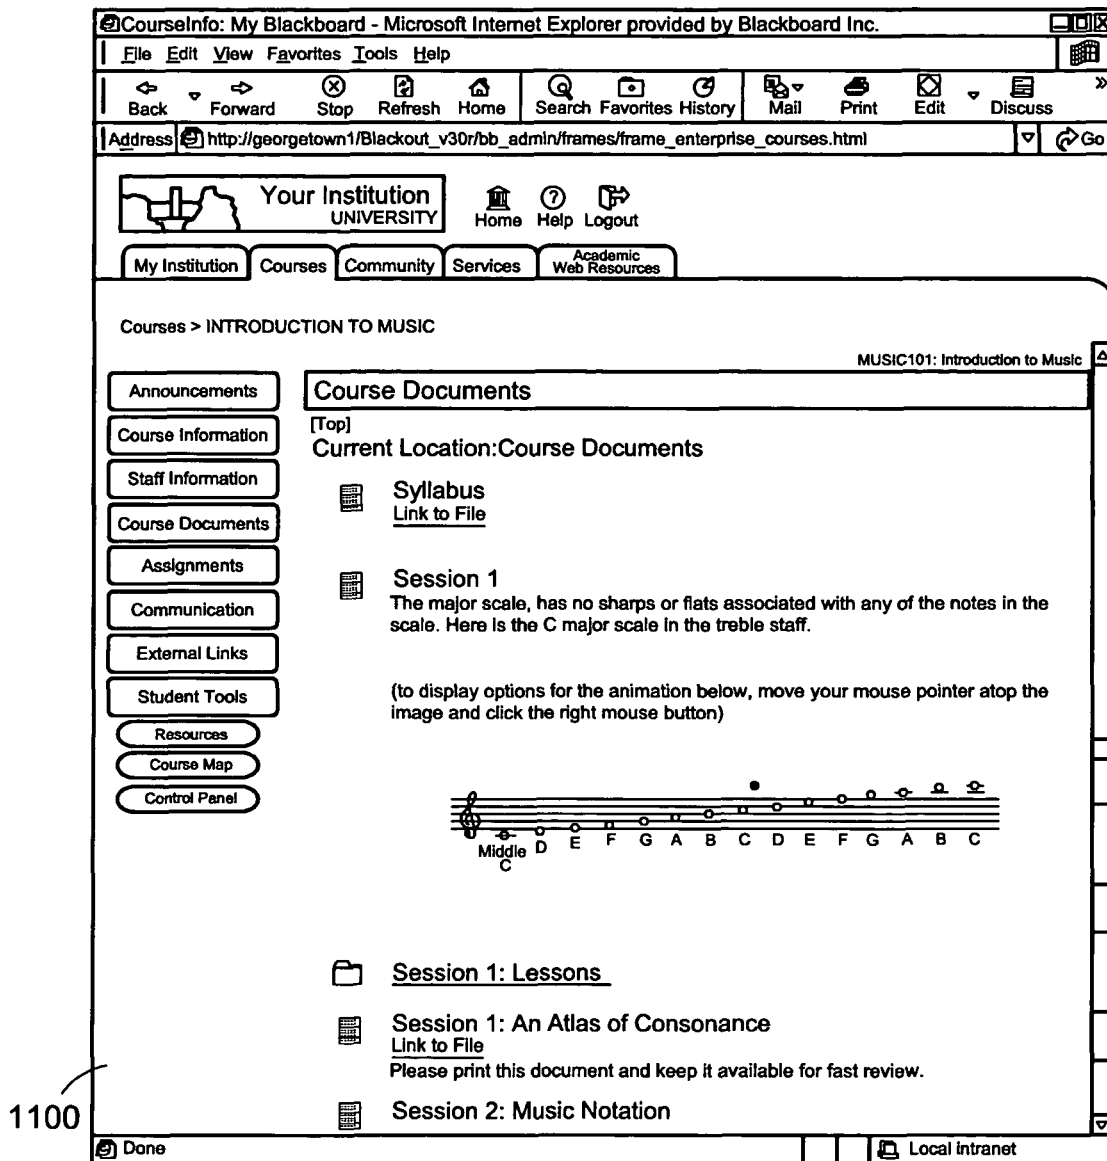 CourseInfo: My Blackboard - Microsoft Internet Explorer provided by Blackboard Inc.
File Edit View Favorites Tools Help
Back Forward Stop Refresh Home Search Favorites History Mail Print Edit Discuss »
Address http://georgetown1/Blackout_v30r/bb_admin/frames/frame_enterprise_courses.html Go
Your Institution
UNIVERSITY
Home Help Logout
My Institution Courses Community Services Academic Web Resources
Courses > INTRODUCTION TO MUSIC
MUSIC101: Introduction to Music
Announcements
Course Information
Staff Information
Course Documents
Assignments
Communication
External Links
Student Tools
Resources
Course Map
Control Panel
Course Documents
[Top]
Current Location:Course Documents
Syllabus
Link to File
Session 1
The major scale, has no sharps or flats associated with any of the notes in the
scale. Here is the C major scale in the treble staff.
(to display options for the animation below, move your mouse pointer atop the
image and click the right mouse button)
Middle C D E F G A B C D E F G A B C
Session 1: Lessons
Session 1: An Atlas of Consonance
Link to File
Please print this document and keep it available for fast review.
Session 2: Music Notation
1100
Done Local intranet